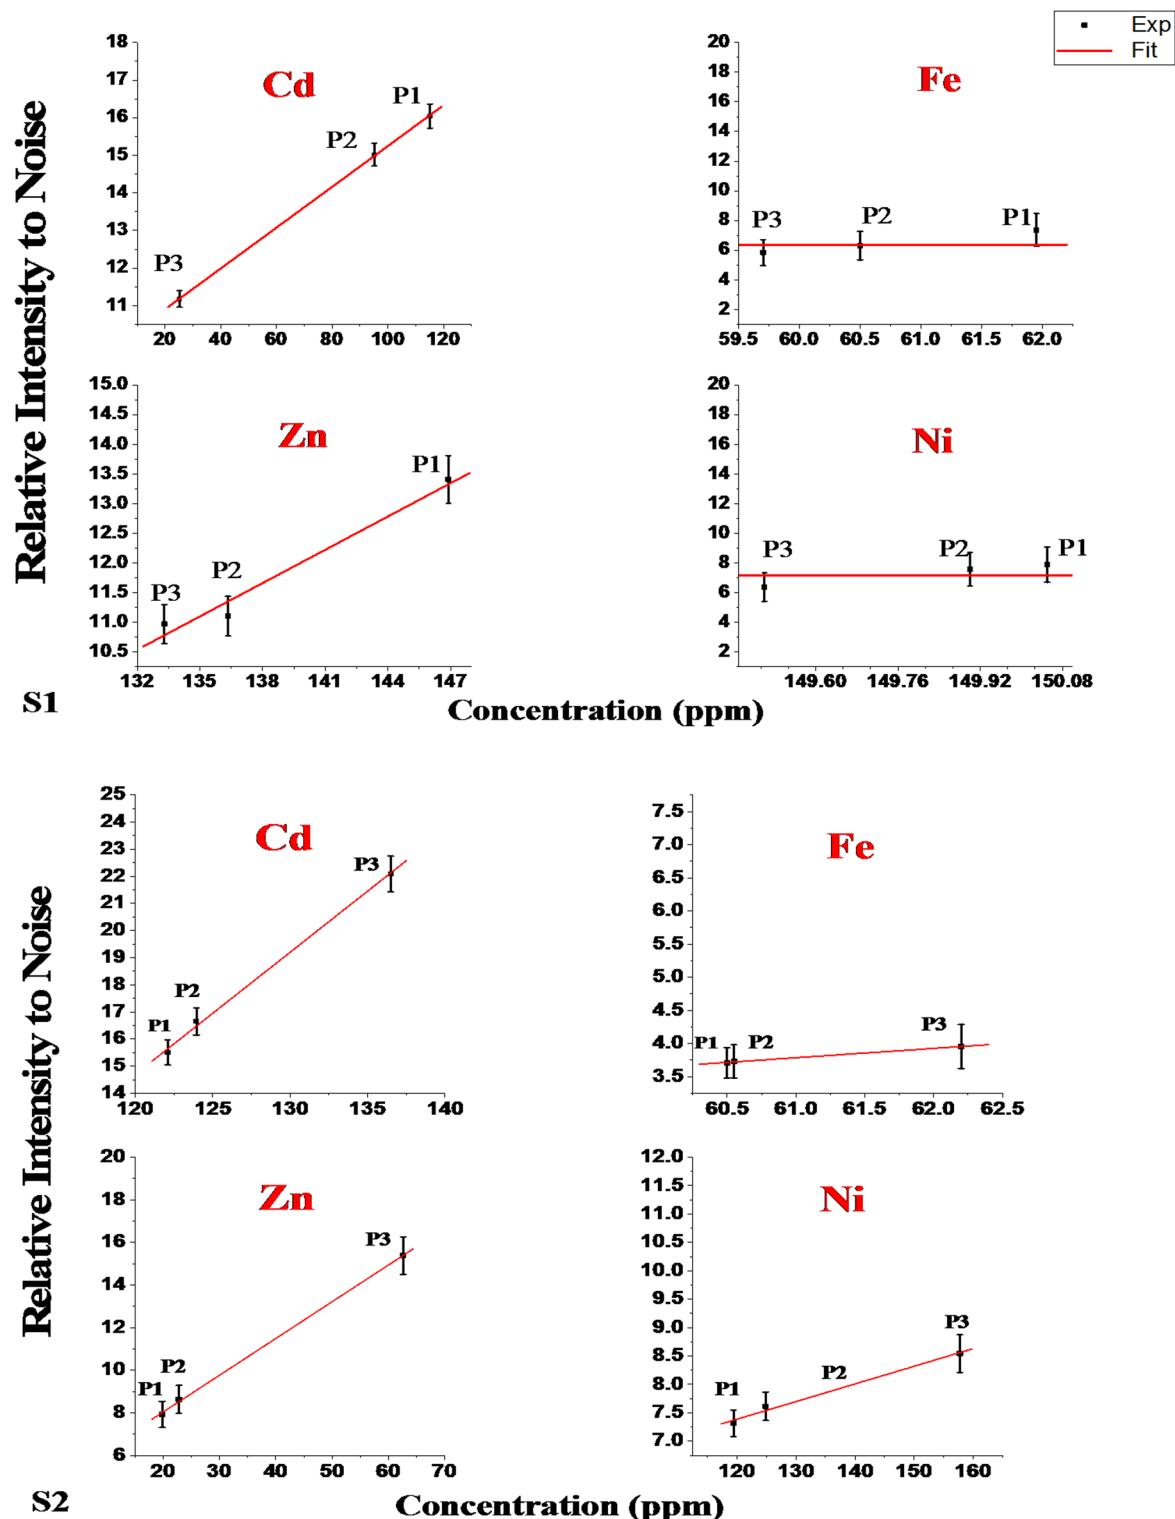 Exp
Fit
Relative Intensity to Noise
Cd
18
17
16
15
14
13
12
11
P1
P2
P3
20 40 60 80 100 120
Fe
20
18
16
14
12
10
8
6
4
2
P3 P2 P1
59.5 60.0 60.5 61.0 61.5 62.0
Zn
15.0
14.5
14.0
13.5
13.0
12.5
12.0
11.5
11.0
10.5
P1
P2
P3
132 135 138 141 144 147
Ni
20
18
16
14
12
10
8
6
4
2
P3 P2 P1
149.60 149.76 149.92 150.08
S1
Concentration (ppm)
Relative Intensity to Noise
Cd
25
24
23
22
21
20
19
18
17
16
15
14
P3
P2
P1
120 125 130 135 140
Fe
7.5
7.0
6.5
6.0
5.5
5.0
4.5
4.0
3.5
P1 P2 P3
60.5 61.0 61.5 62.0 62.5
Zn
20
18
16
14
12
10
8
6
P3
P2
P1
20 30 40 50 60 70
Ni
12.0
11.5
11.0
10.5
10.0
9.5
9.0
8.5
8.0
7.5
7.0
P3
P2
P1
120 130 140 150 160
S2
Concentration (ppm)